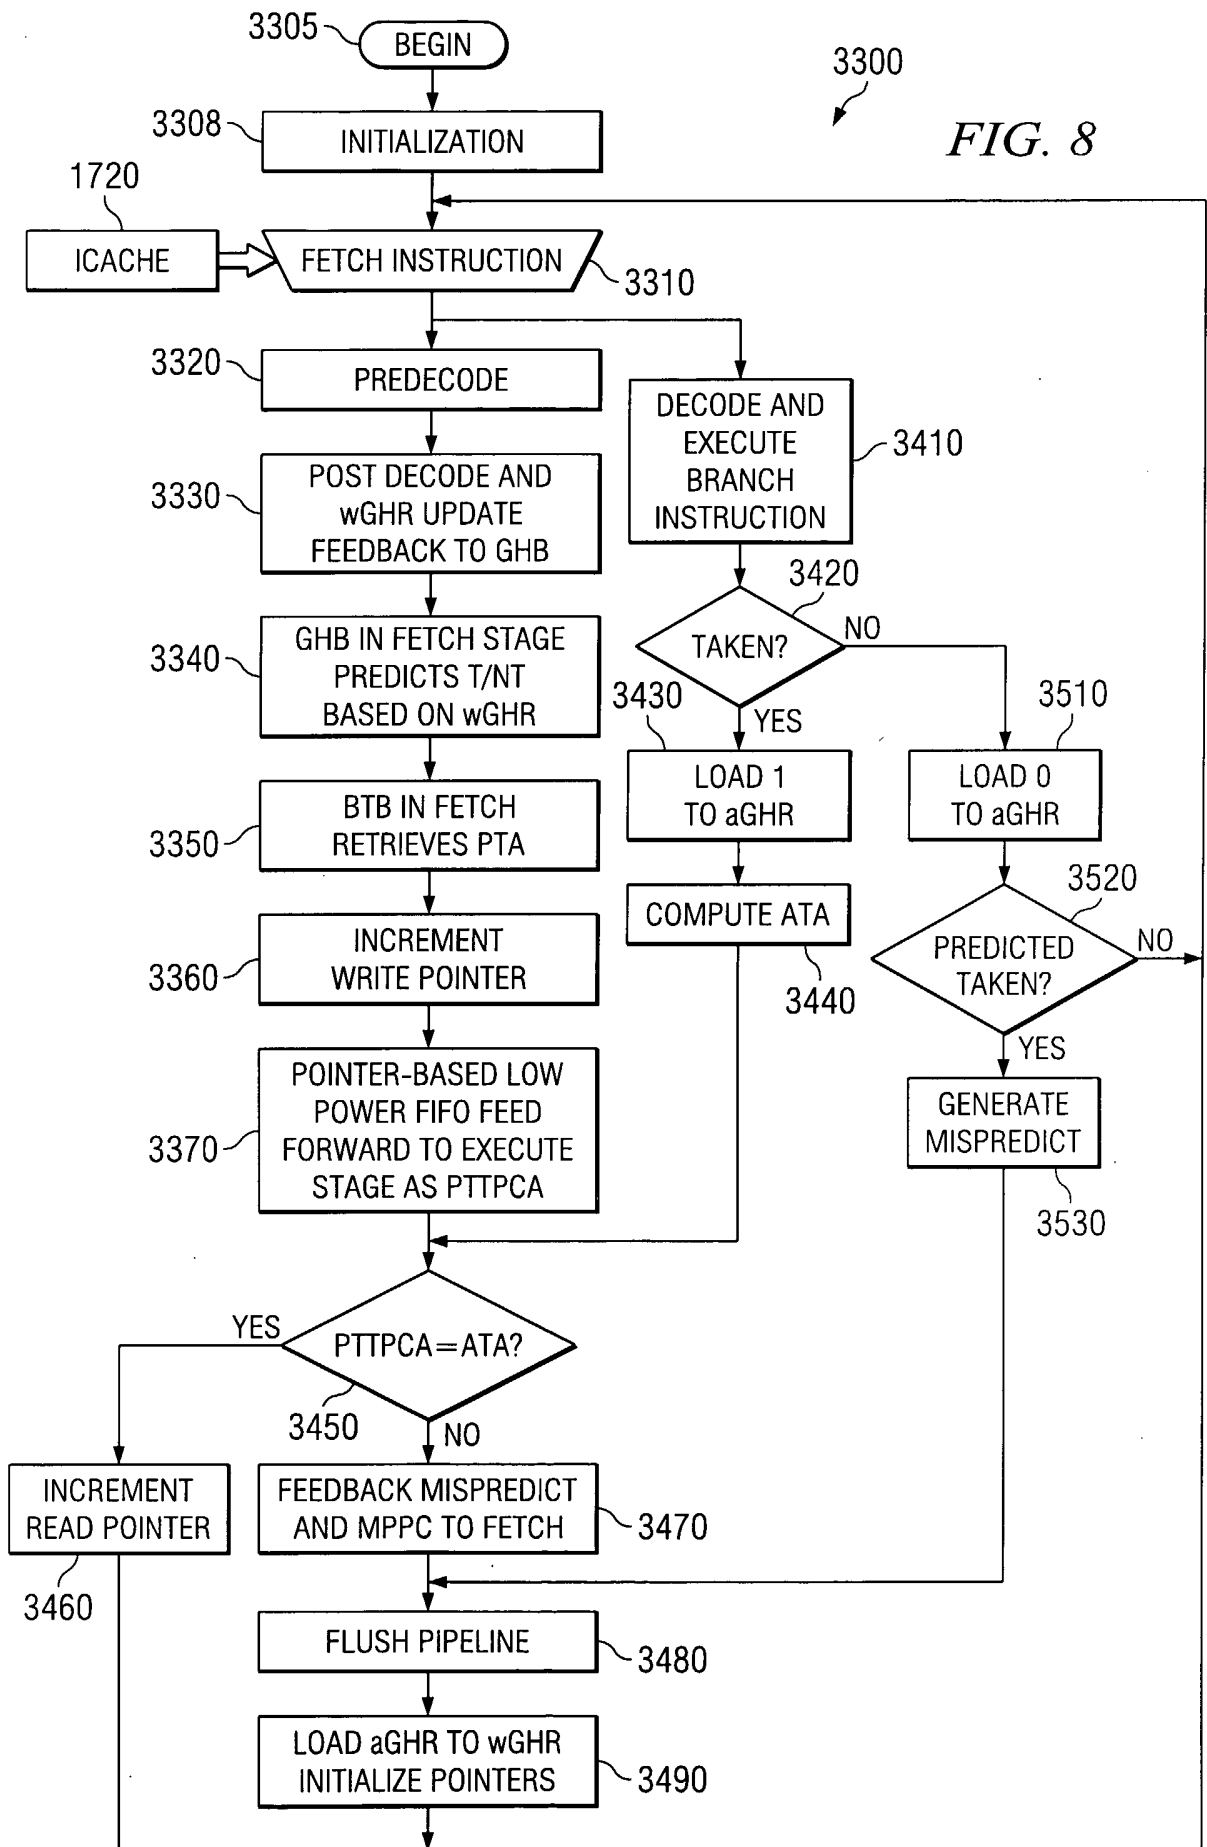 3305
BEGIN
3300
FIG. 8
3308
INITIALIZATION
1720
ICACHE
FETCH INSTRUCTION
3310
3320
PREDECODE
DECODE AND
EXECUTE
BRANCH
INSTRUCTION
3410
3330
POST DECODE AND
wGHR UPDATE
FEEDBACK TO GHB
3420
TAKEN?
NO
YES
3340
GHB IN FETCH STAGE
PREDICTS T/NT
BASED ON wGHR
3430
LOAD 1
TO aGHR
3510
LOAD 0
TO aGHR
3350
BTB IN FETCH
RETRIEVES PTA
COMPUTE ATA
3440
3520
PREDICTED
TAKEN?
NO
YES
3360
INCREMENT
WRITE POINTER
3370
POINTER-BASED LOW
POWER FIFO FEED
FORWARD TO EXECUTE
STAGE AS PTTPCA
GENERATE
MISPREDICT
3530
YES
PTTPCA=ATA?
3450
NO
INCREMENT
READ POINTER
3460
FEEDBACK MISPREDICT
AND MPPC TO FETCH
3470
FLUSH PIPELINE
3480
LOAD aGHR TO wGHR
INITIALIZE POINTERS
3490